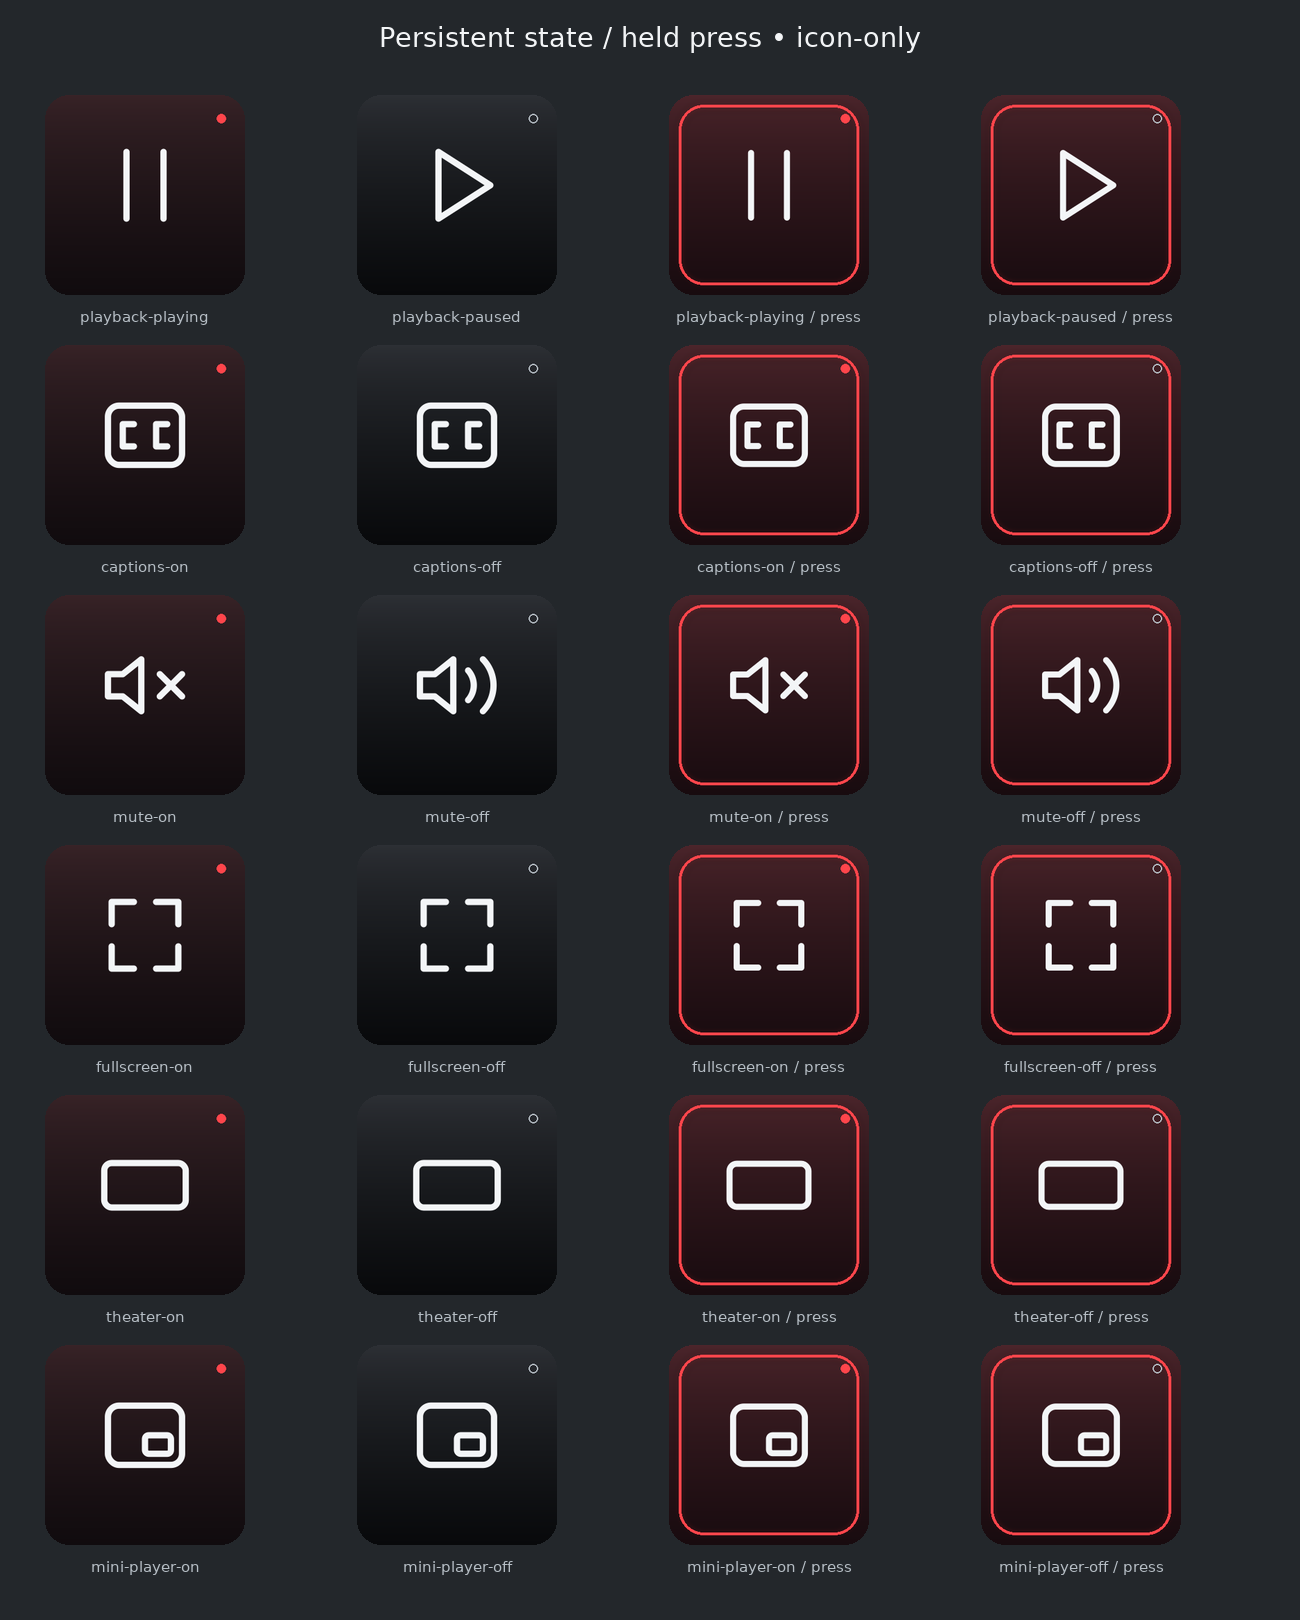 Persistent state / held press • icon-only
playback-playing
playback-paused
playback-playing / press
playback-paused / press
captions-on
captions-off
captions-on / press
captions-off / press
mute-on
mute-off
mute-on / press
mute-off / press
fullscreen-on
fullscreen-off
fullscreen-on / press
fullscreen-off / press
theater-on
theater-off
theater-on / press
theater-off / press
mini-player-on
mini-player-off
mini-player-on / press
mini-player-off / press